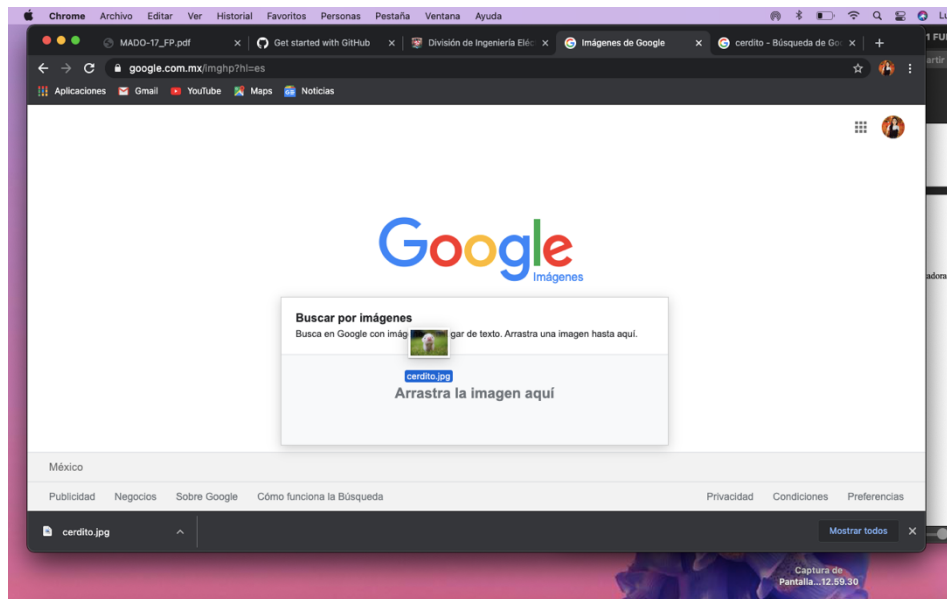 Chrome Archivo Editar Ver Historial Favoritos Personas Pestaña Ventana Ayuda
MADO-17_FP.pdf Get started with GitHub División de Ingeniería Eléc Imágenes de Google cerdito - Búsqueda de Goo
google.com.mx/imghp?hl=es
Aplicaciones Gmail YouTube Maps Noticias
Google
Imágenes
Buscar por imágenes
Busca en Google con imág gar de texto. Arrastra una imagen hasta aquí.
cerdito.jpg
Arrastra la imagen aquí
México
Publicidad Negocios Sobre Google Cómo funciona la Búsqueda Privacidad Condiciones Preferencias
cerdito.jpg Mostrar todos
Captura de
Pantalla...12.59.30